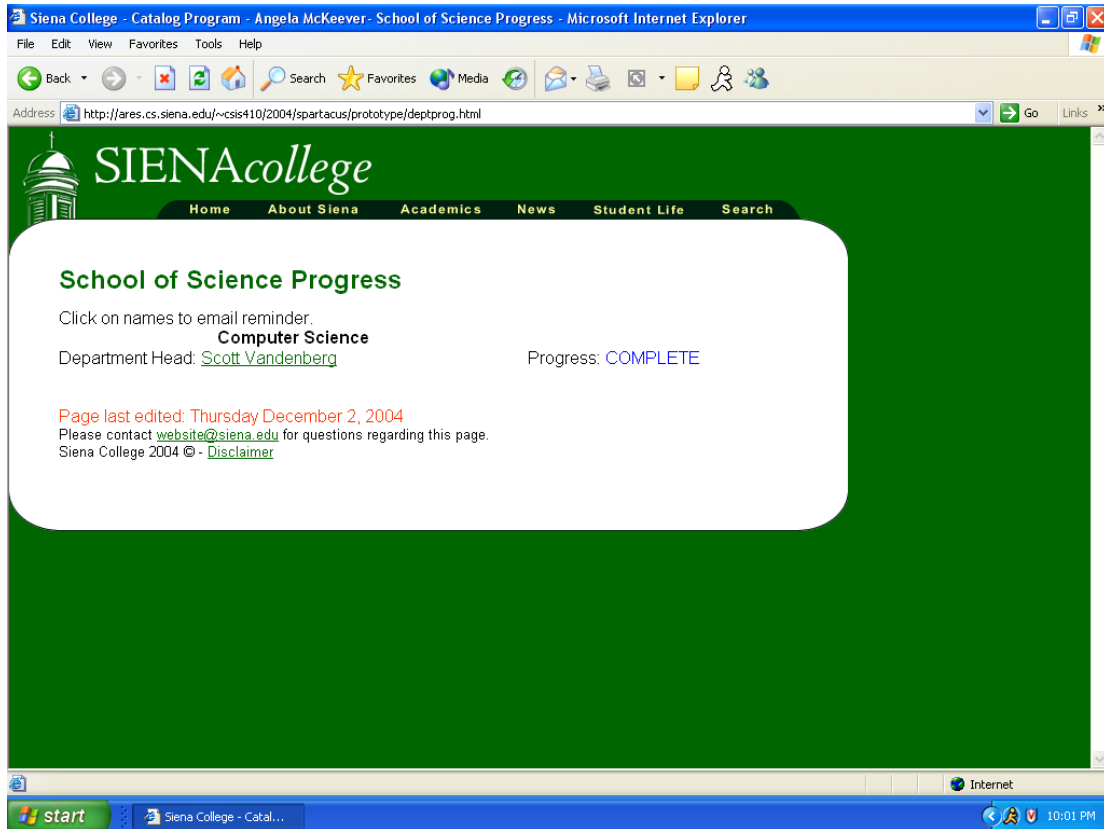 Siena College - Catalog Program - Angela McKeever- School of Science Progress - Microsoft Internet Explorer
File Edit View Favorites Tools Help
Back Search Favorites Media
Address http://ares.cs.siena.edu/~csis410/2004/spartacus/prototype/deptprog.html Go Links »
SIENAcollege
Home About Siena Academics News Student Life Search
School of Science Progress
Click on names to email reminder.
Computer Science
Department Head: Scott Vandenberg Progress: COMPLETE
Page last edited: Thursday December 2, 2004
Please contact website@siena.edu for questions regarding this page.
Siena College 2004 © - Disclaimer
Internet
start Siena College - Catal... 10:01 PM